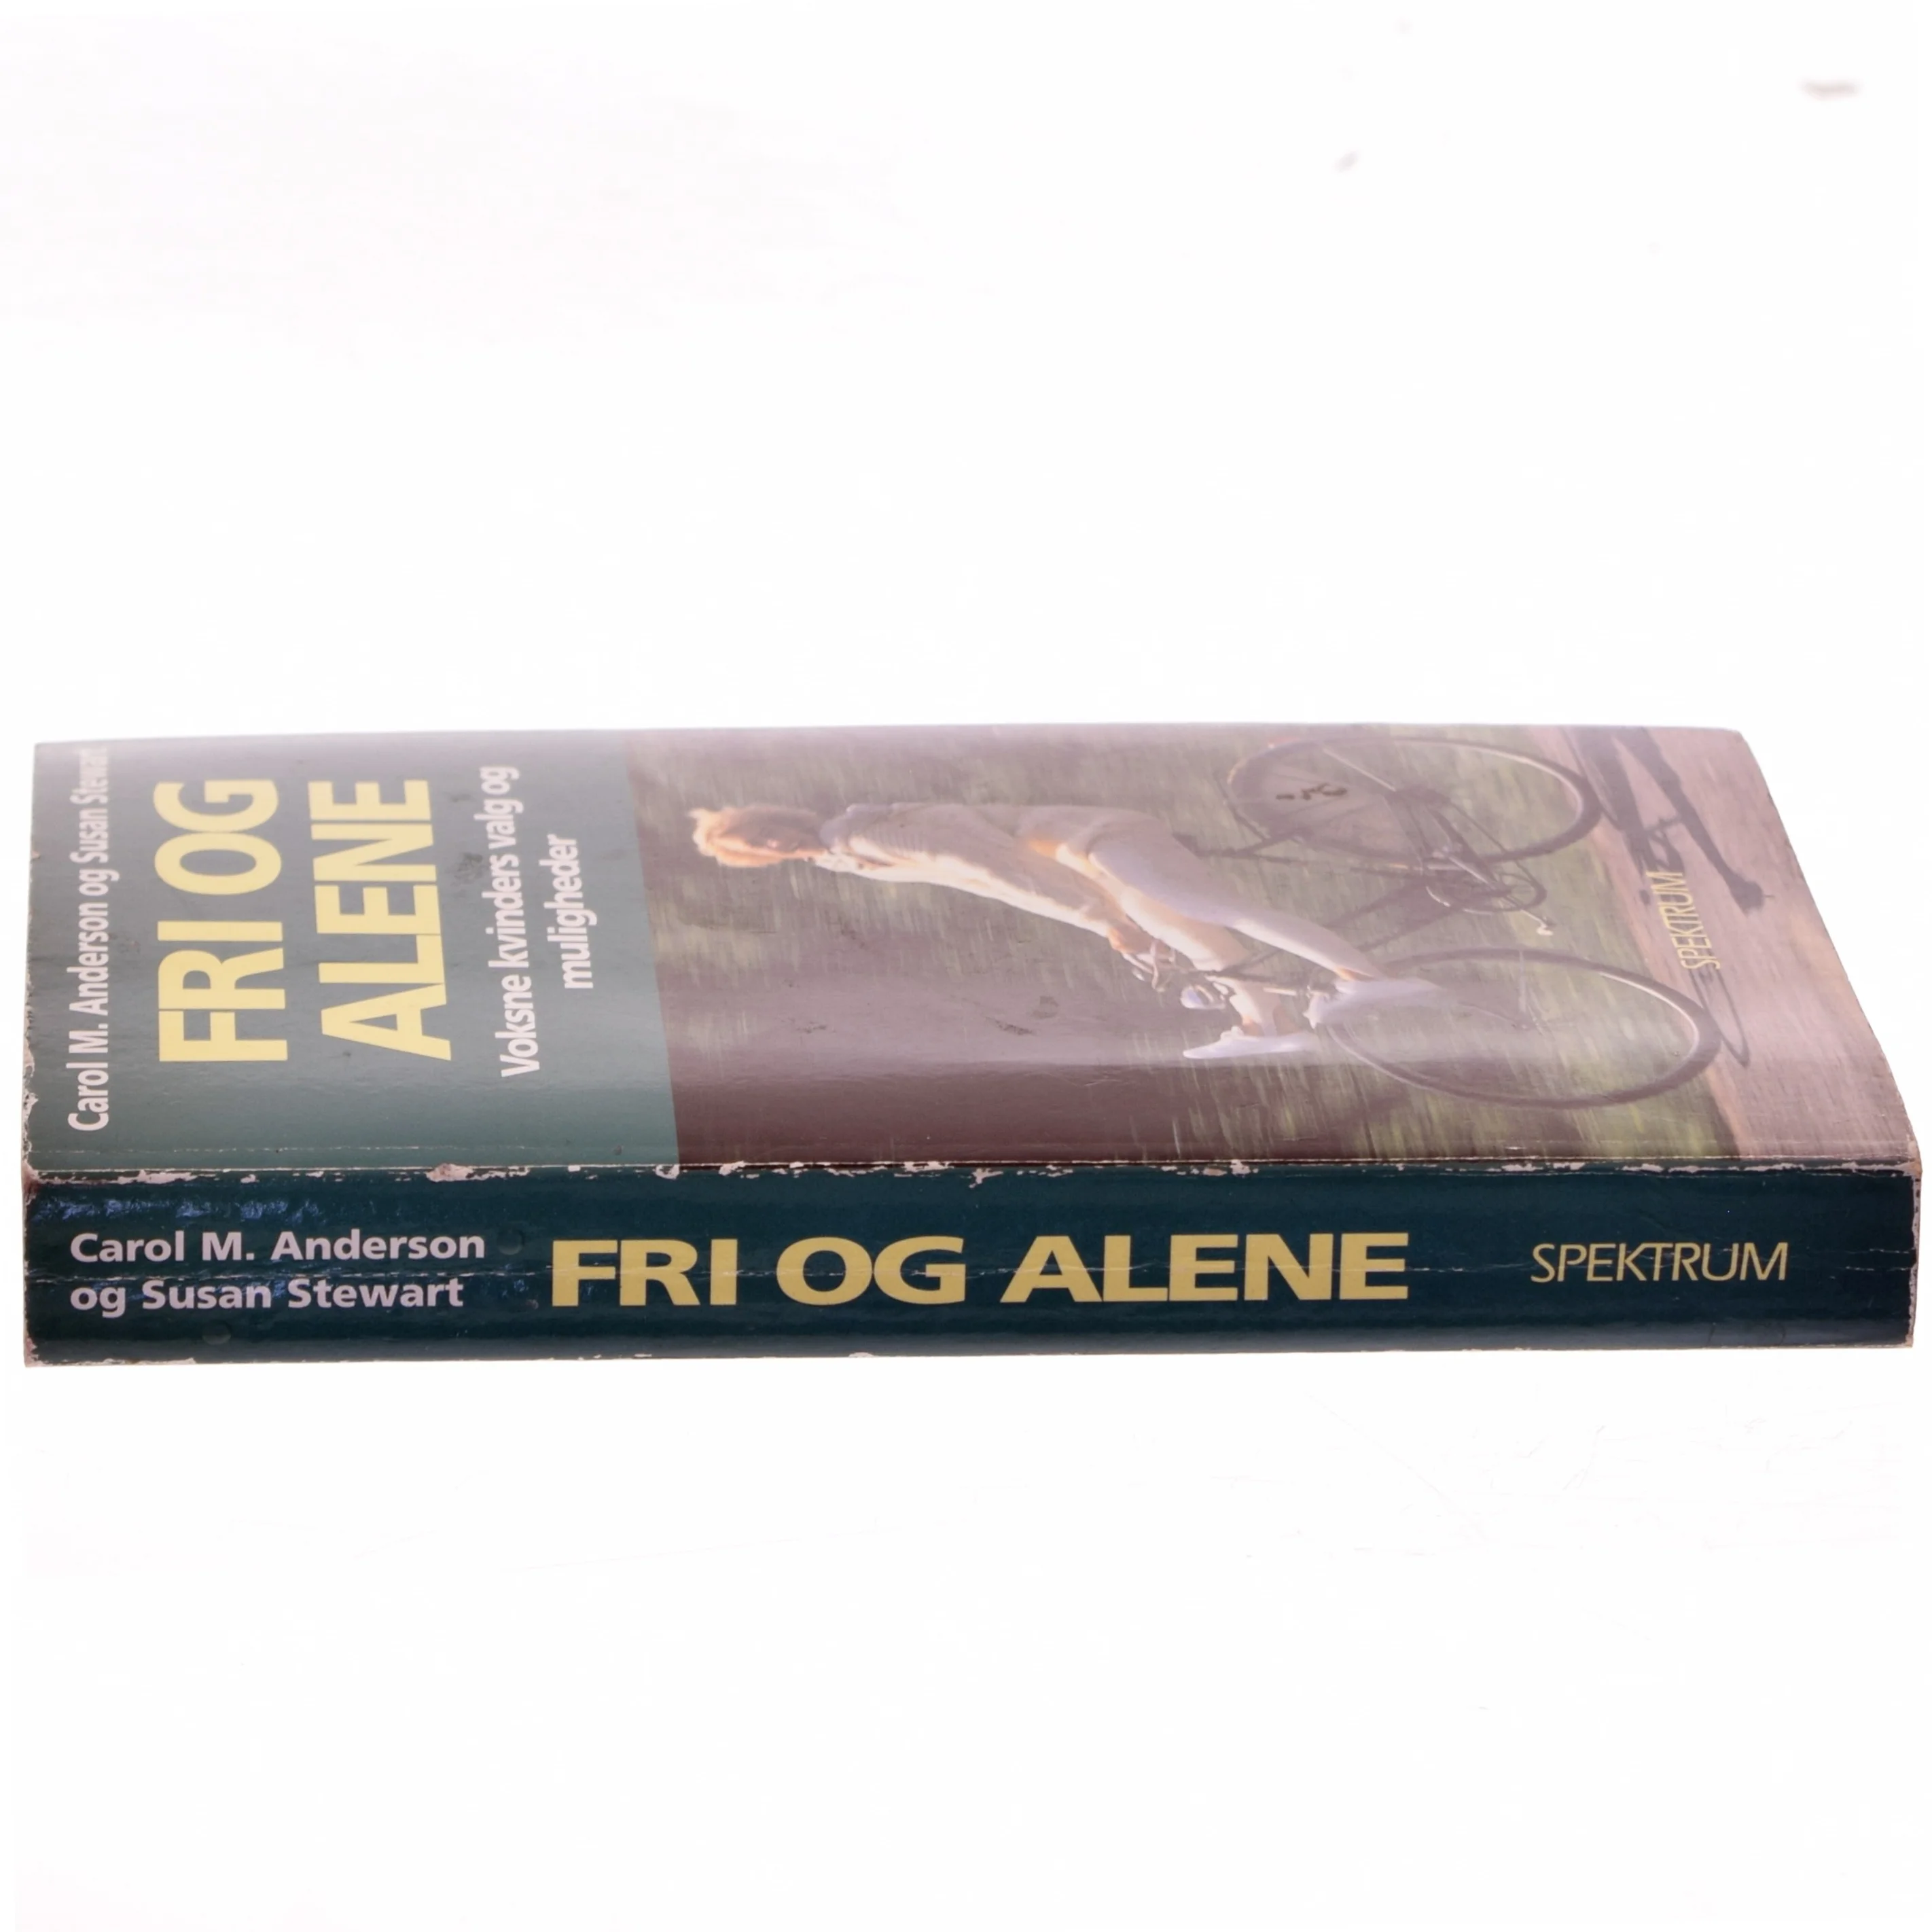 Carol M. Anderson og Susan Stewart
FRI OG
ALENE
Voksne kvinders valg og
muligheder
SPEKTRUM
Carol M. Anderson
og Susan Stewart
FRI OG ALENE
SPEKTRUM